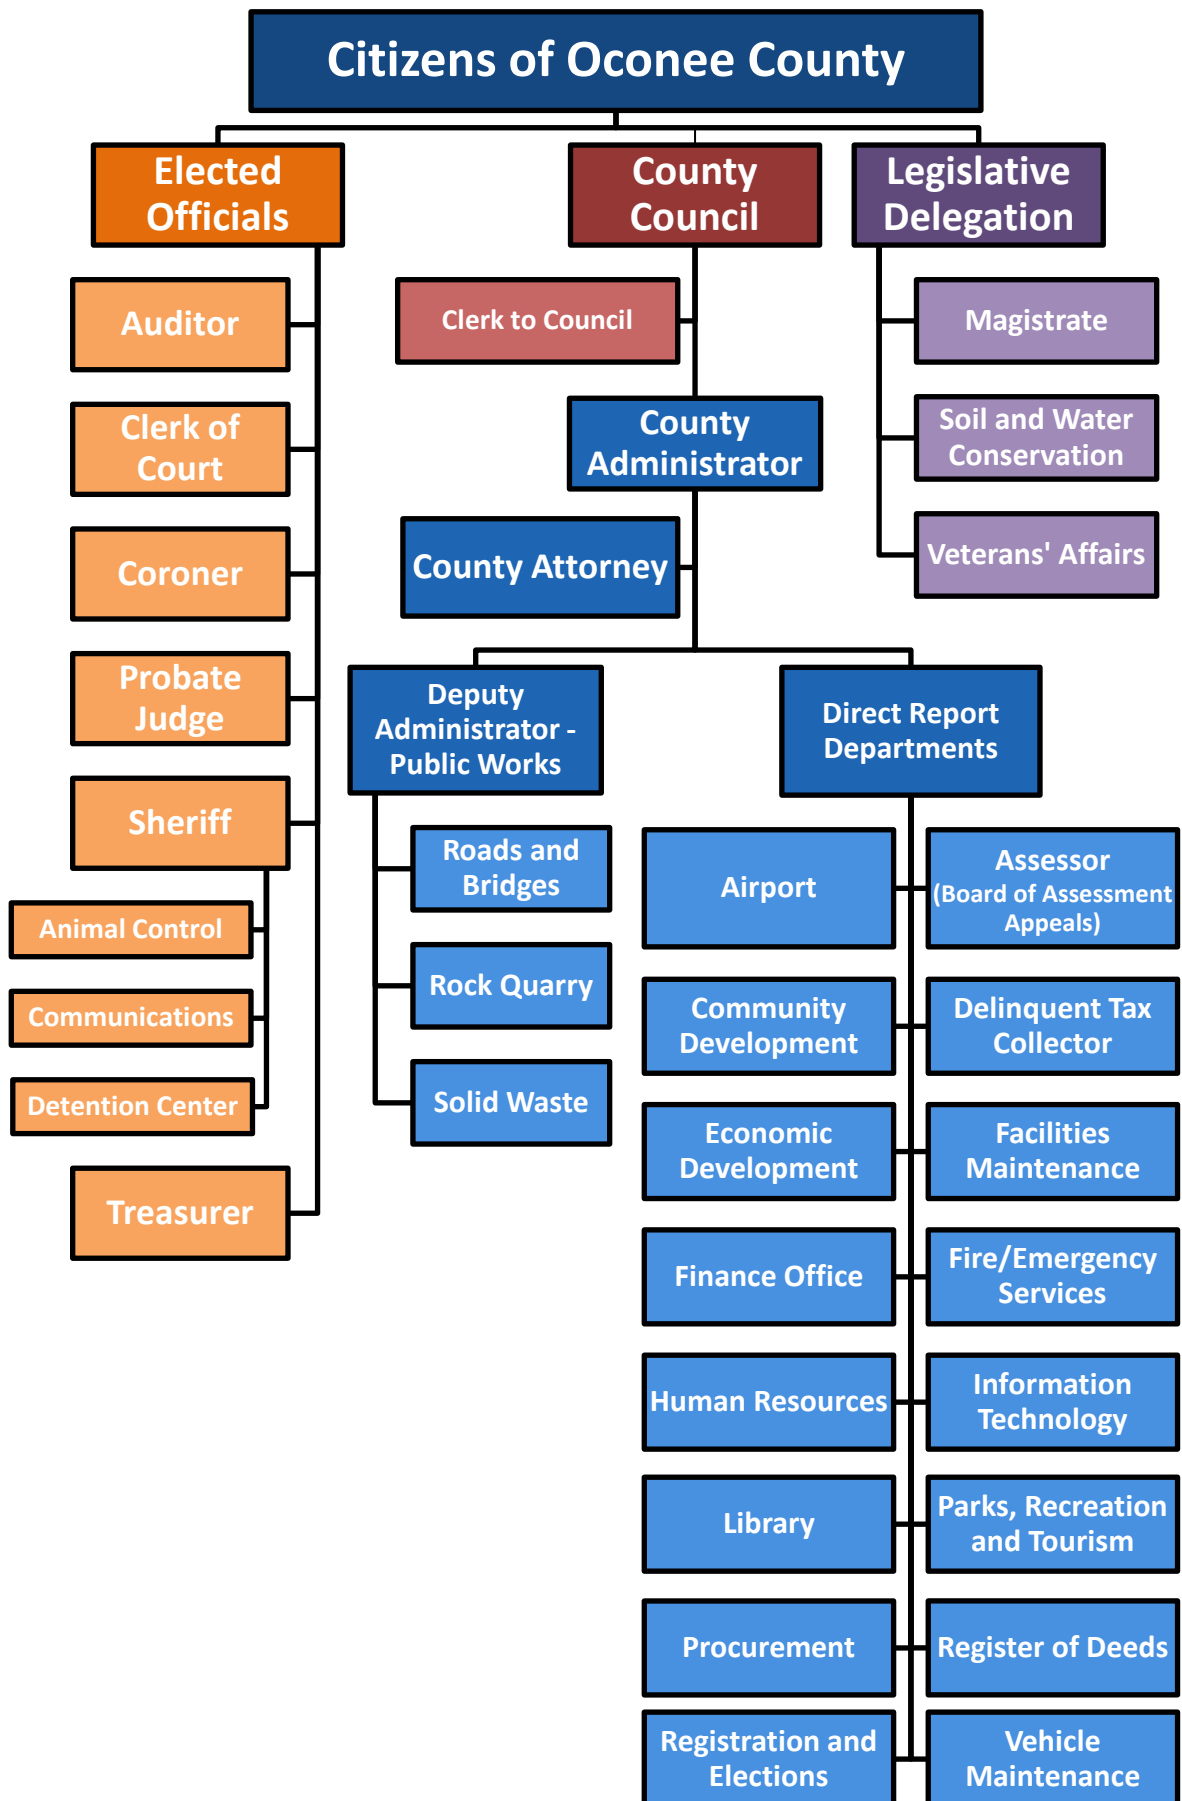 Citizens of Oconee County
Elected
Officials
County
Council
Legislative
Delegation
Auditor
Clerk of
Court
Coroner
Probate
Judge
Sheriff
Animal Control
Communications
Detention Center
Treasurer
Clerk to Council
County
Administrator
County Attorney
Magistrate
Soil and Water
Conservation
Veterans' Affairs
Deputy
Administrator -
Public Works
Roads and
Bridges
Rock Quarry
Solid Waste
Direct Report
Departments
Airport
Assessor
(Board of Assessment
Appeals)
Community
Development
Delinquent Tax
Collector
Economic
Development
Facilities
Maintenance
Finance Office
Fire/Emergency
Services
Human Resources
Information
Technology
Library
Parks, Recreation
and Tourism
Procurement
Register of Deeds
Registration and
Elections
Vehicle
Maintenance